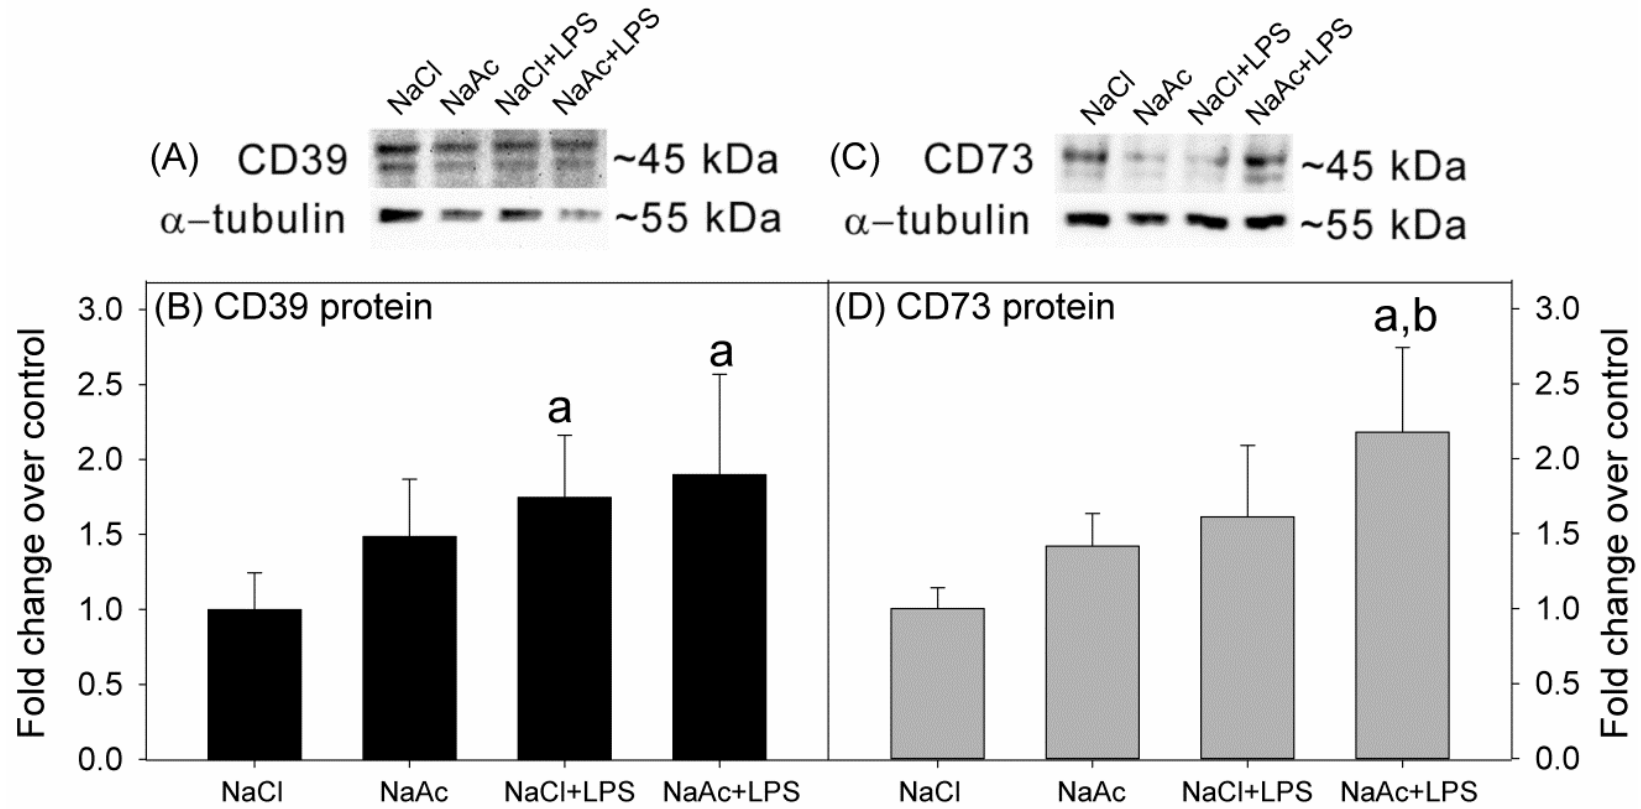 NaCl NaAc NaCl+LPS NaAc+LPS
(A) CD39 ~45 kDa
α−tubulin ~55 kDa
NaCl NaAc NaCl+LPS NaAc+LPS
(C) CD73 ~45 kDa
α−tubulin ~55 kDa
Fold change over control
3.0
2.5
2.0
1.5
1.0
0.5
0.0
(B) CD39 protein
a
a
NaCl NaAc NaCl+LPS NaAc+LPS
(D) CD73 protein
a,b
NaCl NaAc NaCl+LPS NaAc+LPS
3.0
2.5
2.0
1.5
1.0
0.5
0.0
Fold change over control